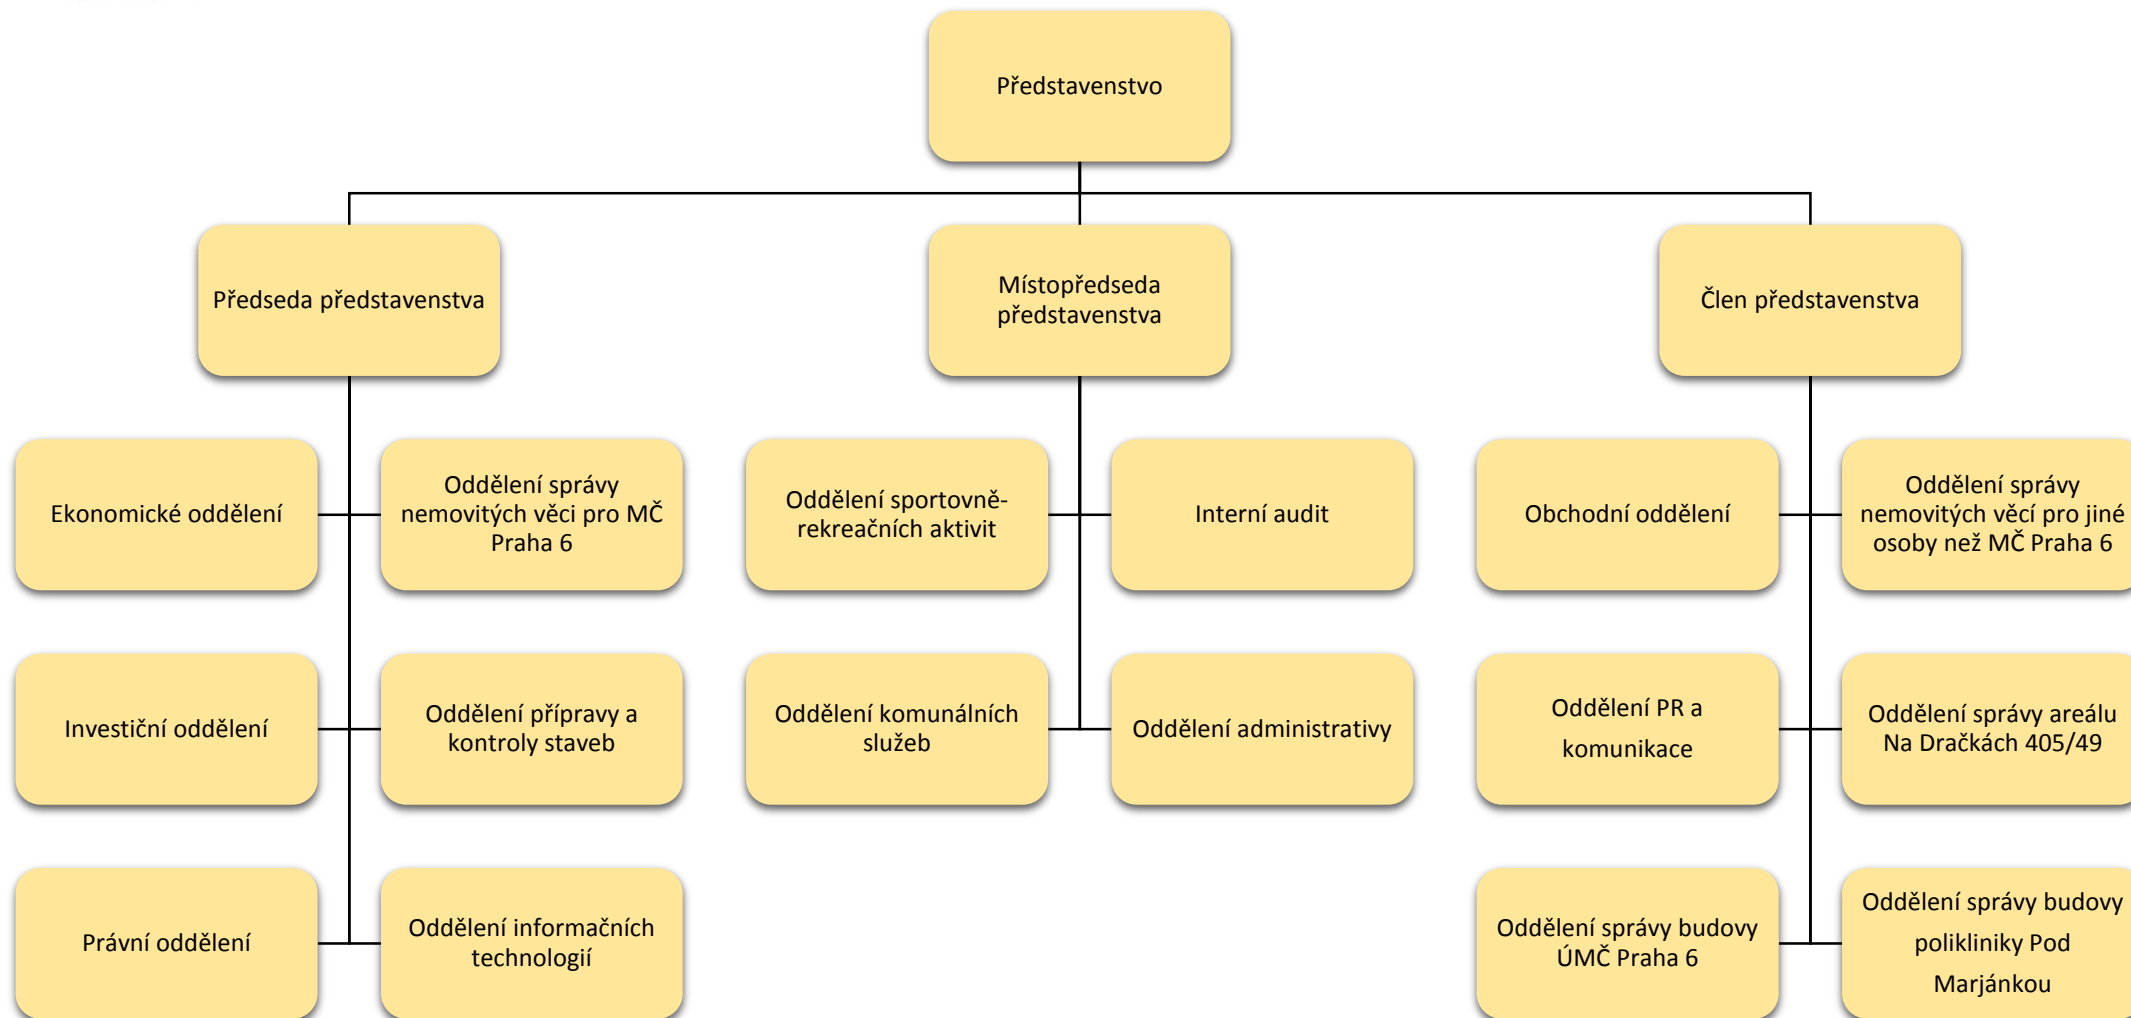 Představenstvo
Předseda představenstva
Místopředseda
představenstva
Člen představenstva
Ekonomické oddělení
Oddělení správy
nemovitých věci pro MČ
Praha 6
Oddělení sportovně-
rekreačních aktivit
Interní audit
Obchodní oddělení
Oddělení správy
nemovitých věcí pro jiné
osoby než MČ Praha 6
Investiční oddělení
Oddělení přípravy a
kontroly staveb
Oddělení komunálních
služeb
Oddělení administrativy
Oddělení PR a
komunikace
Oddělení správy areálu
Na Dračkách 405/49
Právní oddělení
Oddělení informačních
technologií
Oddělení správy budovy
ÚMČ Praha 6
Oddělení správy budovy
polikliniky Pod
Marjánkou